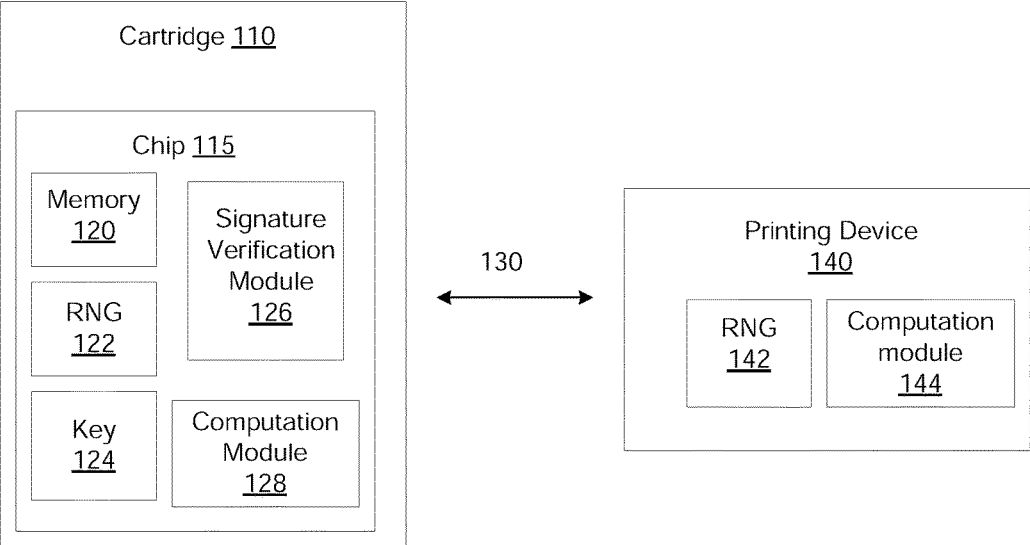 Cartridge 110
Chip 115
Memory
120
Signature
Verification
Module
126
RNG
122
Key
124
Computation
Module
128
130
Printing Device
140
RNG
142
Computation
module
144